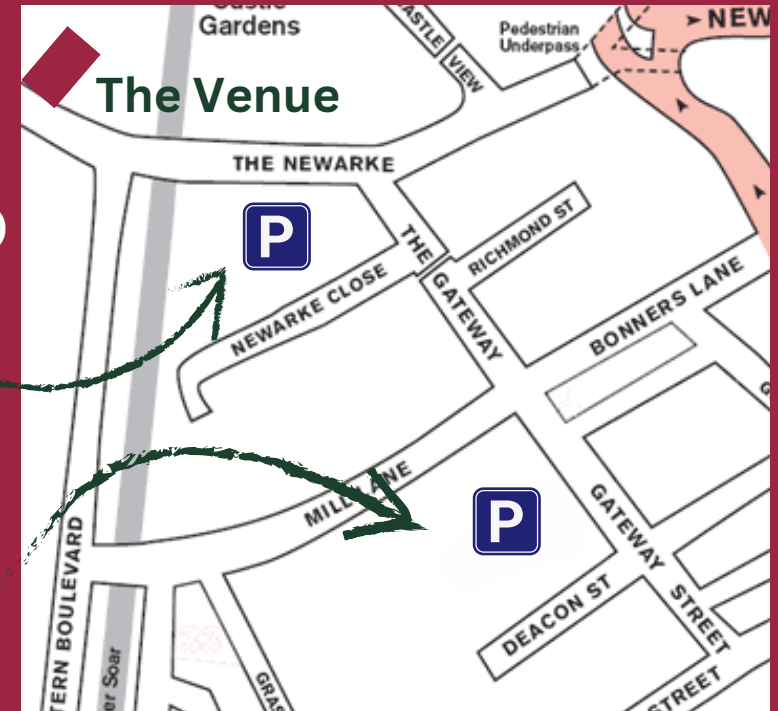 Castle
Gardens
CASTLE
VIEW
Pedestrian
Underpass
NEW
The Venue
THE NEWARKE
P
THE
GATEWAY
RICHMOND ST
NEWARKE CLOSE
BONNERS LANE
MILL LANE
P
GATEWAY
STREET
DEACON ST
TERN BOULEVARD
er Soar
GRAS
STREET